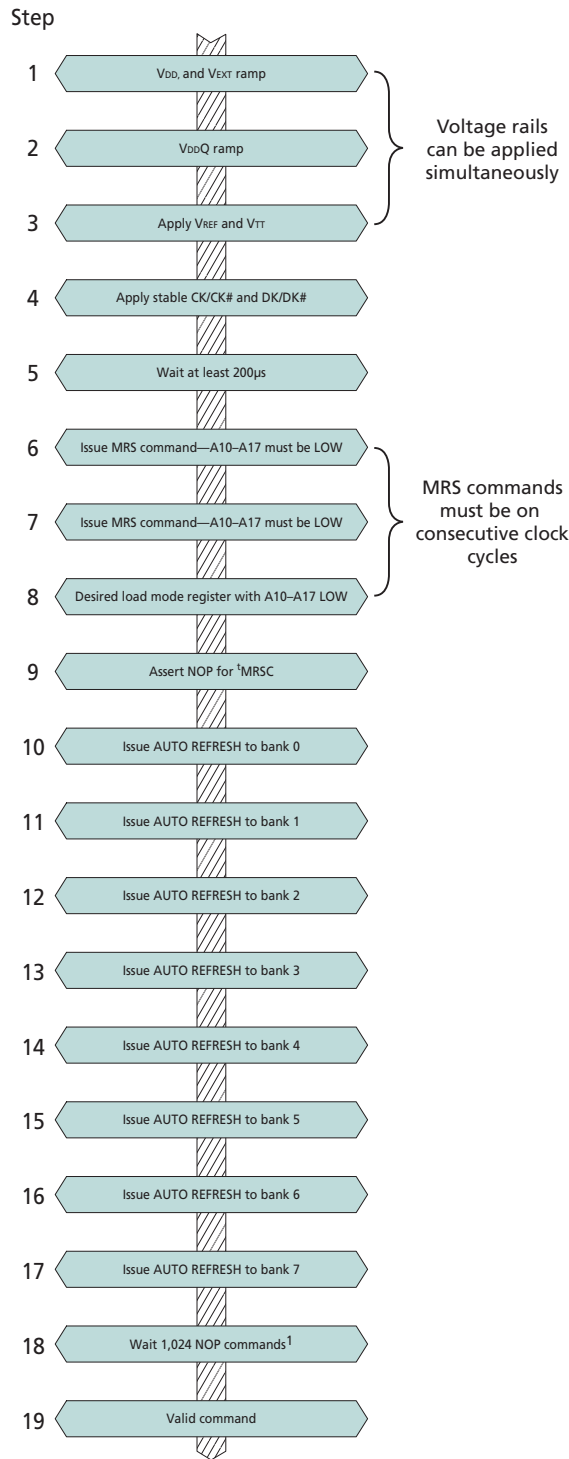 Step
1 VDD, and VEXT ramp
2 VDDQ ramp
3 Apply VREF and VTT
Voltage rails
can be applied
simultaneously
4 Apply stable CK/CK# and DK/DK#
5 Wait at least 200µs
6 Issue MRS command—A10–A17 must be LOW
7 Issue MRS command—A10–A17 must be LOW
8 Desired load mode register with A10–A17 LOW
MRS commands
must be on
consecutive clock
cycles
9 Assert NOP for tMRSC
10 Issue AUTO REFRESH to bank 0
11 Issue AUTO REFRESH to bank 1
12 Issue AUTO REFRESH to bank 2
13 Issue AUTO REFRESH to bank 3
14 Issue AUTO REFRESH to bank 4
15 Issue AUTO REFRESH to bank 5
16 Issue AUTO REFRESH to bank 6
17 Issue AUTO REFRESH to bank 7
18 Wait 1,024 NOP commands1
19 Valid command